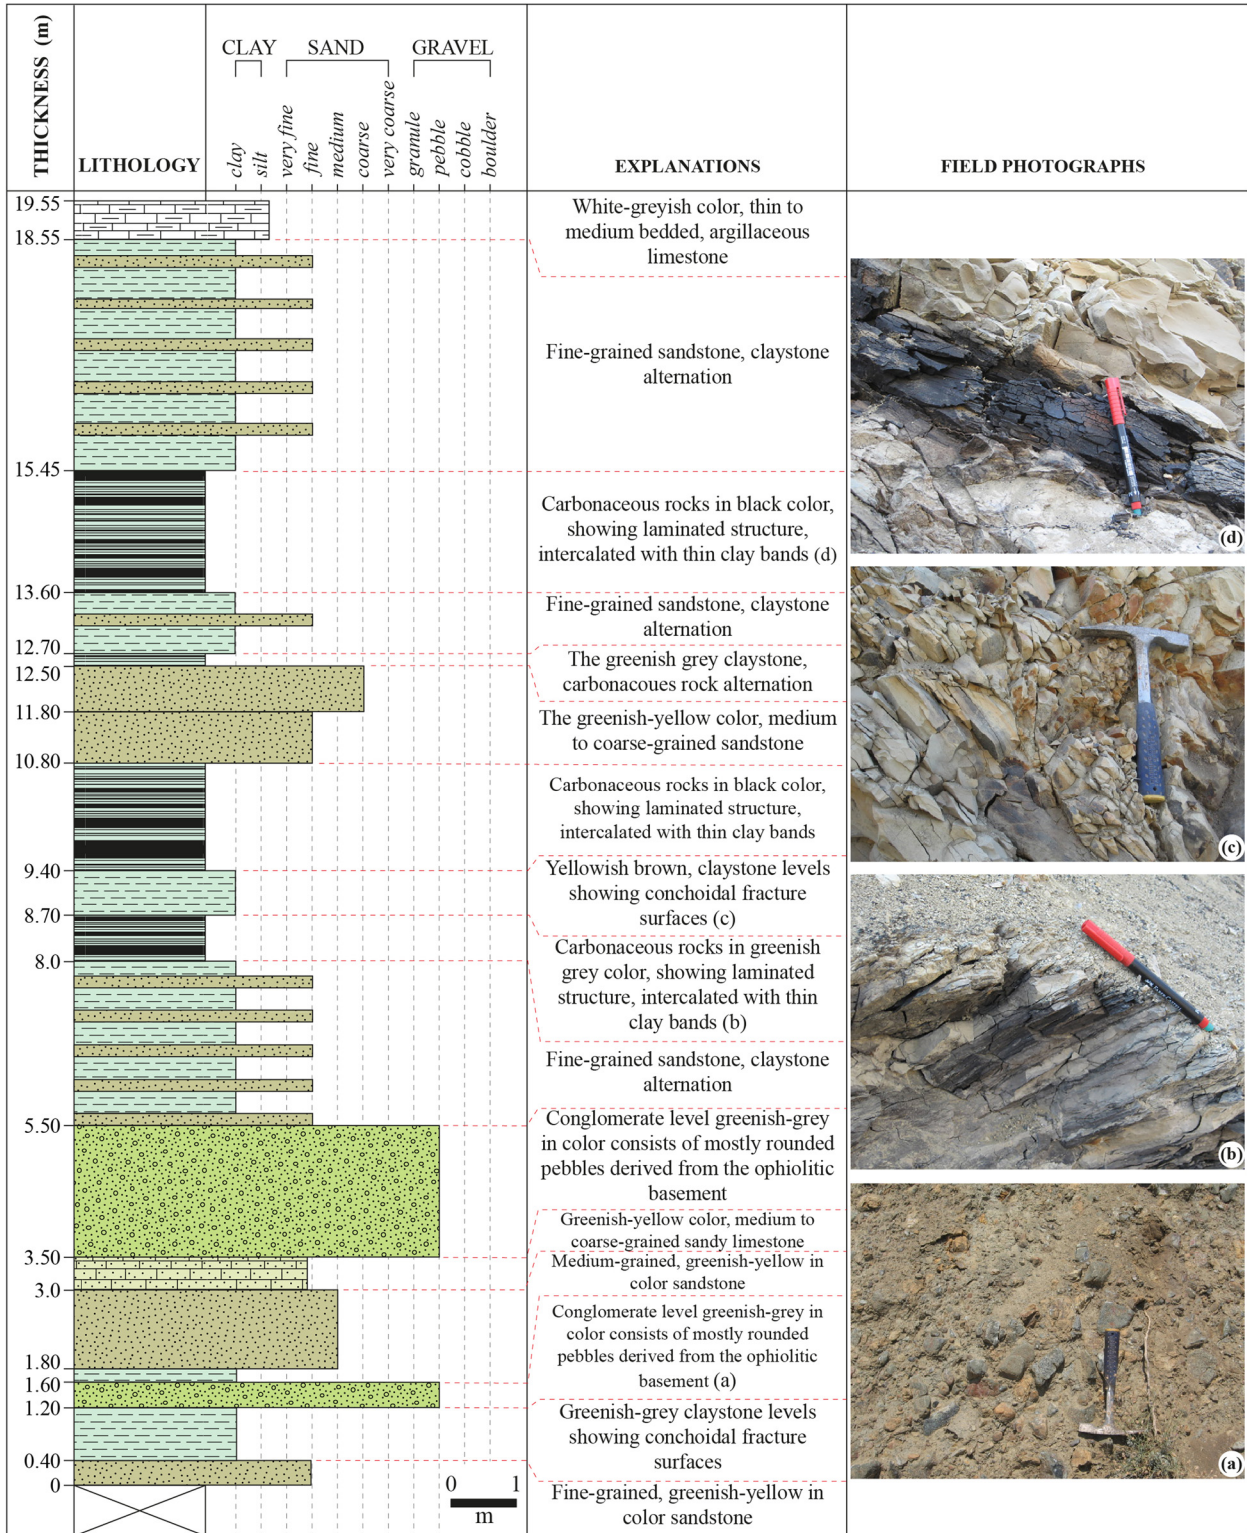 THICKNESS (m)
LITHOLOGY
CLAY
SAND
GRAVEL
clay
silt
very fine
fine
medium
coarse
very coarse
granule
pebble
cobble
boulder
EXPLANATIONS
FIELD PHOTOGRAPHS
19.55
18.55
15.45
13.60
12.70
12.50
11.80
10.80
9.40
8.70
8.0
5.50
3.50
3.0
1.80
1.60
1.20
0.40
0
0 1
m
White-greyish color, thin to
medium bedded, argillaceous
limestone
Fine-grained sandstone, claystone
alternation
Carbonaceous rocks in black color,
showing laminated structure,
intercalated with thin clay bands (d)
Fine-grained sandstone, claystone
alternation
The greenish grey claystone,
carbonacoues rock alternation
The greenish-yellow color, medium
to coarse-grained sandstone
Carbonaceous rocks in black color,
showing laminated structure,
intercalated with thin clay bands
Yellowish brown, claystone levels
showing conchoidal fracture
surfaces (c)
Carbonaceous rocks in greenish
grey color, showing laminated
structure, intercalated with thin
clay bands (b)
Fine-grained sandstone, claystone
alternation
Conglomerate level greenish-grey
in color consists of mostly rounded
pebbles derived from the ophiolitic
basement
Greenish-yellow color, medium to
coarse-grained sandy limestone
Medium-grained, greenish-yellow in
color sandstone
Conglomerate level greenish-grey in
color consists of mostly rounded
pebbles derived from the ophiolitic
basement (a)
Greenish-grey claystone levels
showing conchoidal fracture
surfaces
Fine-grained, greenish-yellow in
color sandstone
(d)
(c)
(b)
(a)